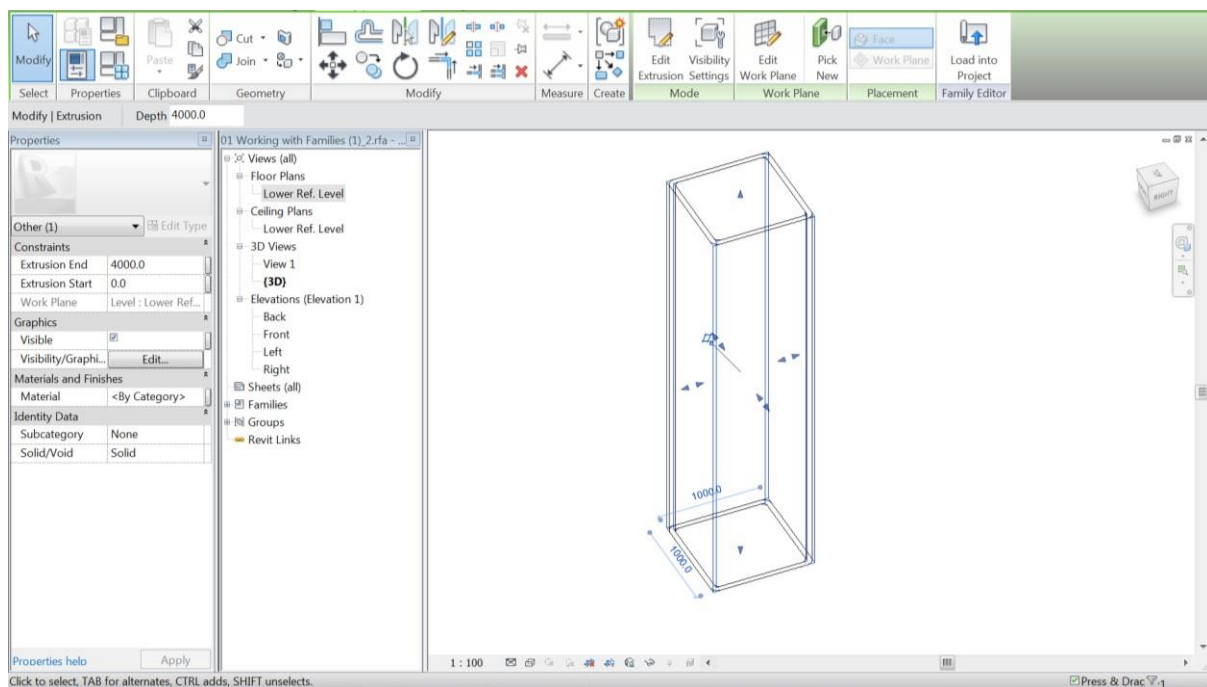 Modify
Paste
Cut
Join
Edit Extrusion
Visibility Settings
Edit Work Plane
Pick New
Face
Work Plane
Load into Project
Select
Properties
Clipboard
Geometry
Modify
Measure
Create
Mode
Work Plane
Placement
Family Editor
Modify | Extrusion Depth 4000.0
Properties
Other (1) Edit Type
Constraints
Extrusion End 4000.0
Extrusion Start 0.0
Work Plane Level : Lower Ref...
Graphics
Visible
Visibility/Graphi... Edit...
Materials and Finishes
Material <By Category>
Identity Data
Subcategory None
Solid/Void Solid
Properties help Apply
01 Working with Families (1)_2.rfa - ...
Views (all)
Floor Plans
Lower Ref. Level
Ceiling Plans
Lower Ref. Level
3D Views
View 1
{3D}
Elevations (Elevation 1)
Back
Front
Left
Right
Sheets (all)
Families
Groups
Revit Links
RIGHT
1000.0
1000.0
1 : 100
Click to select, TAB for alternates, CTRL adds, SHIFT unselects.
Press & Drac
:1